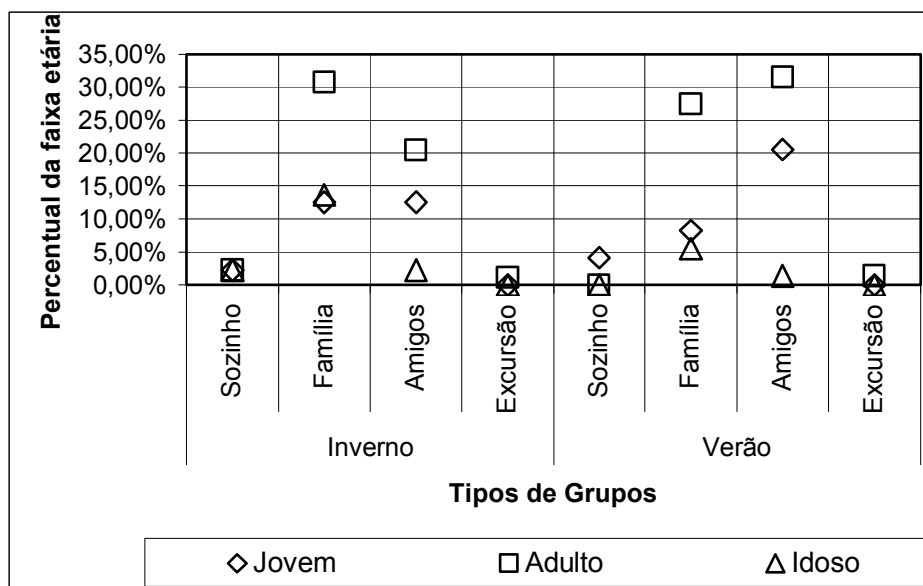 Percentual da faixa etária
35,00%
30,00%
25,00%
20,00%
15,00%
10,00%
5,00%
0,00%
Sozinho
Família
Amigos
Excursão
Sozinho
Família
Amigos
Excursão
Inverno
Verão
Tipos de Grupos
Jovem
Adulto
Idoso